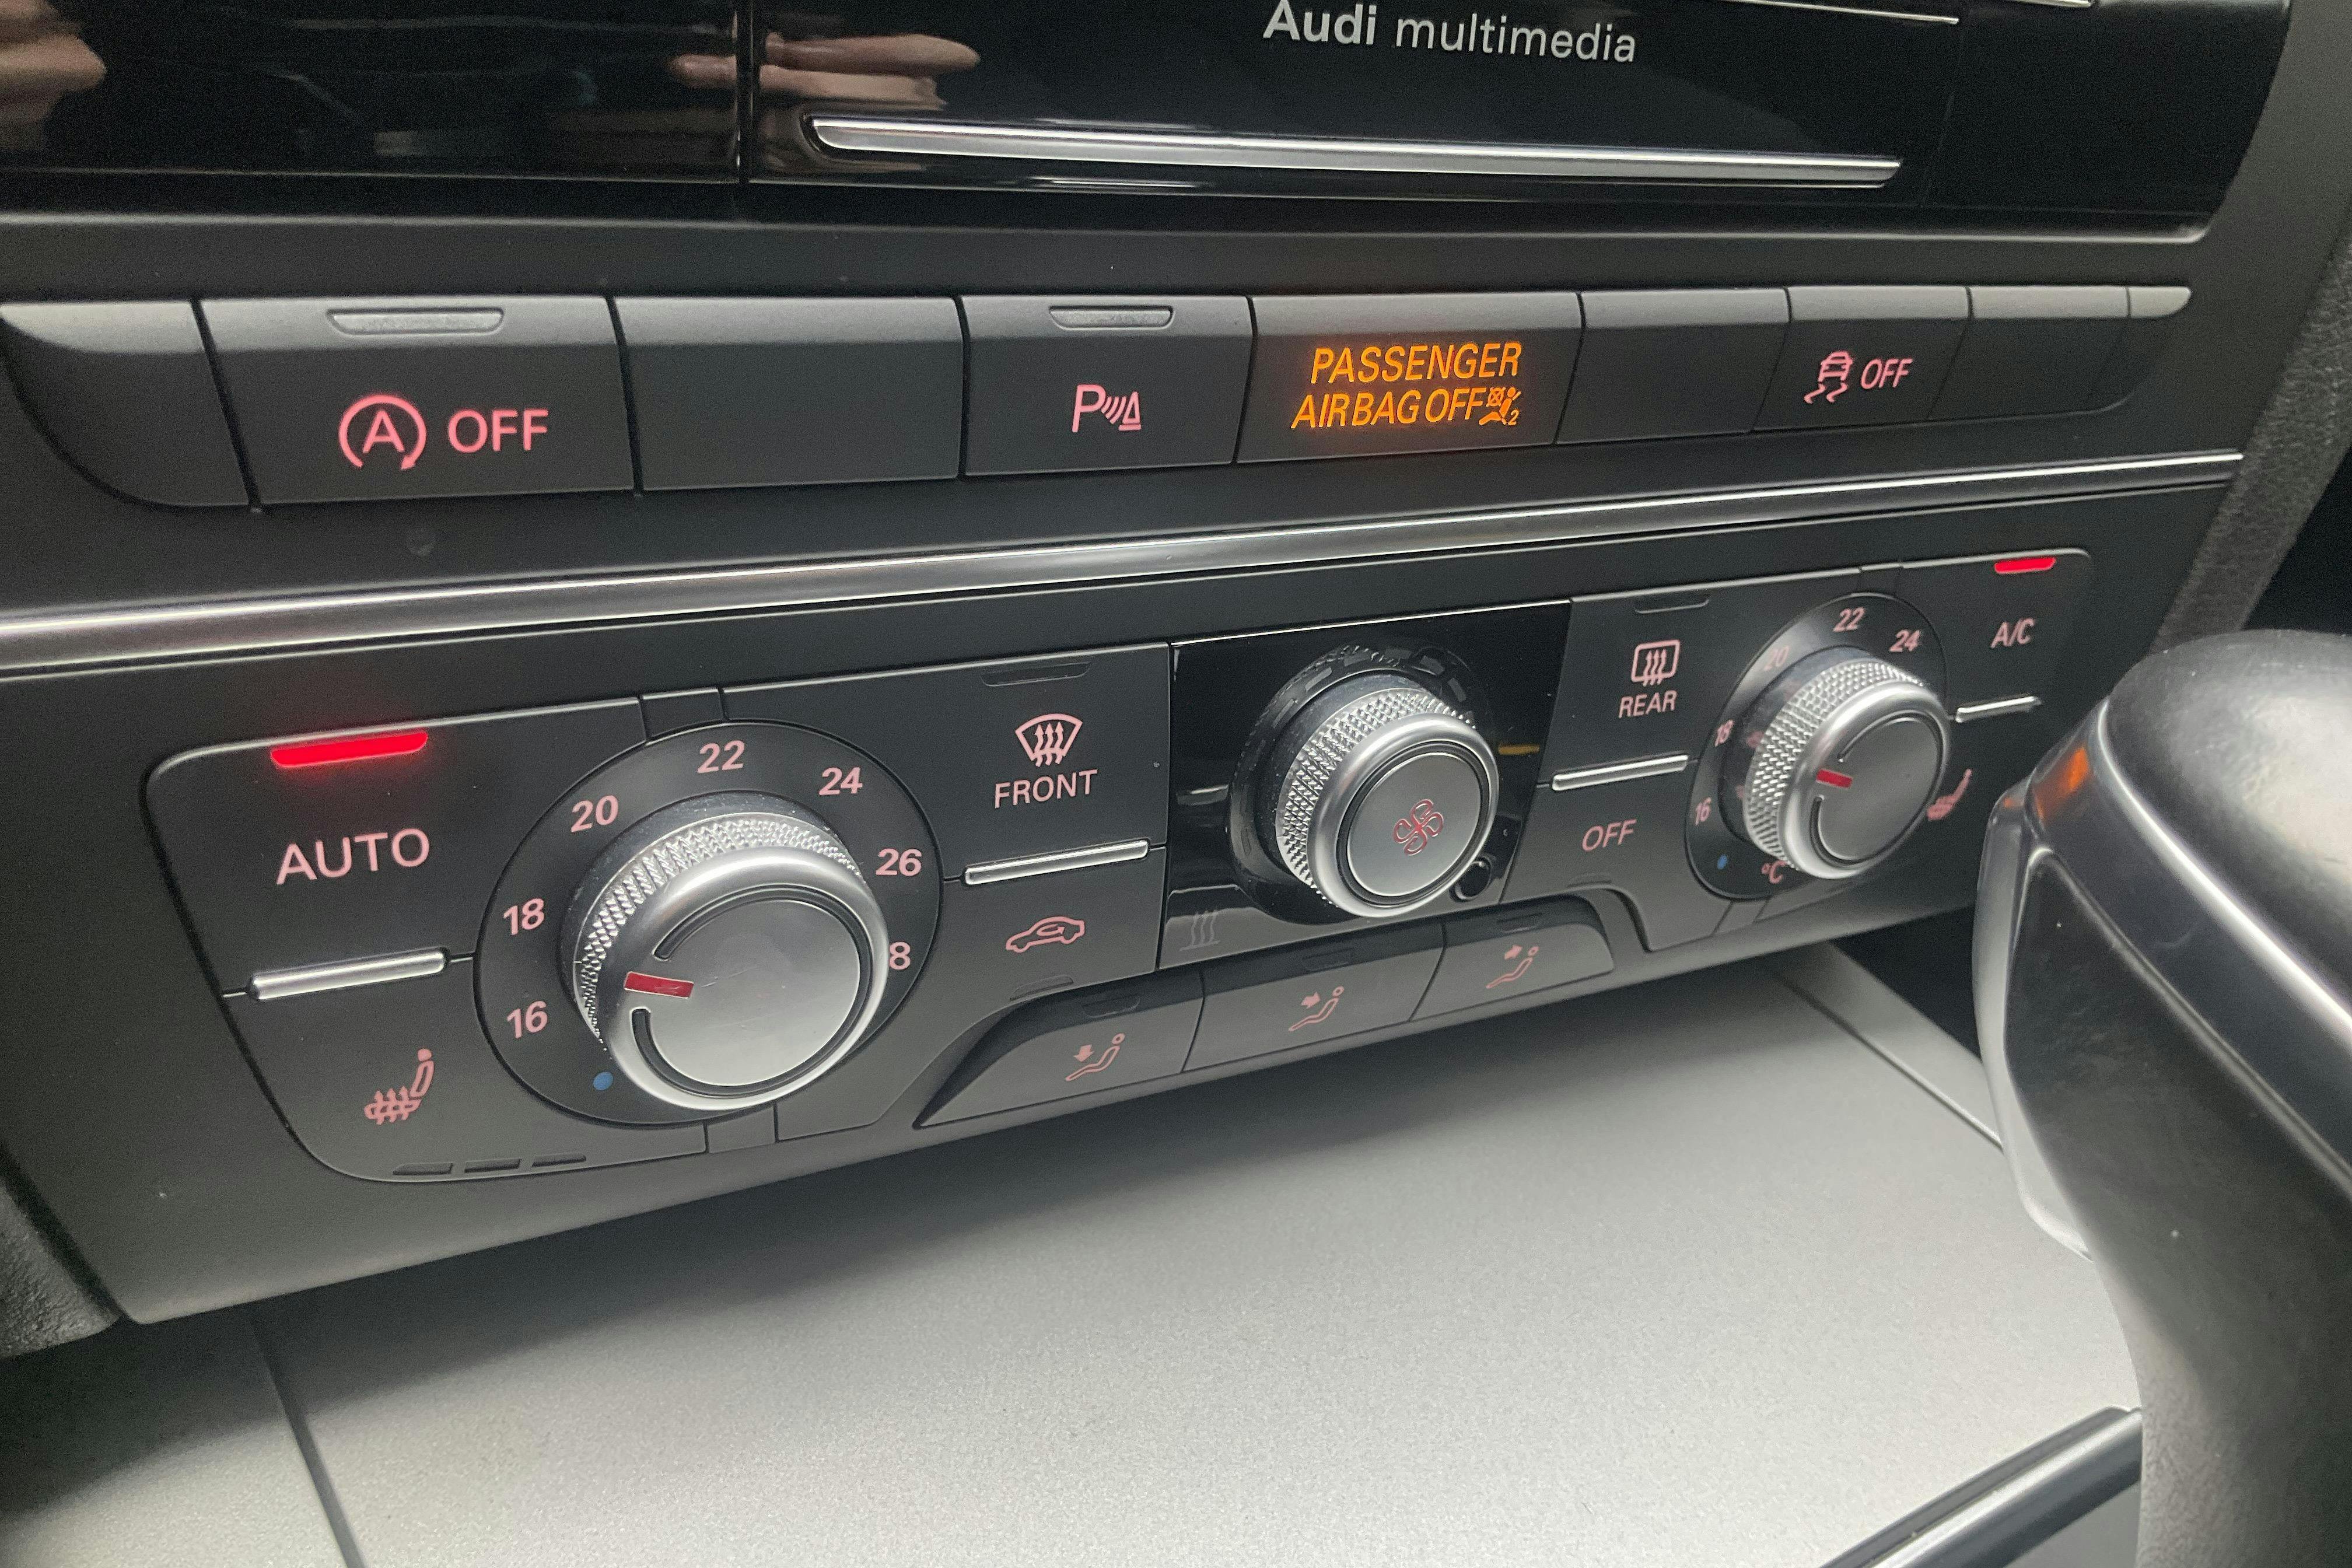 Audi multimedia
A OFF
P
PASSENGER
AIRBAG OFF 2
OFF
AUTO
16 18 20 22 24 26 8
FRONT
REAR
OFF
16 18 20 22 24
°C
A/C